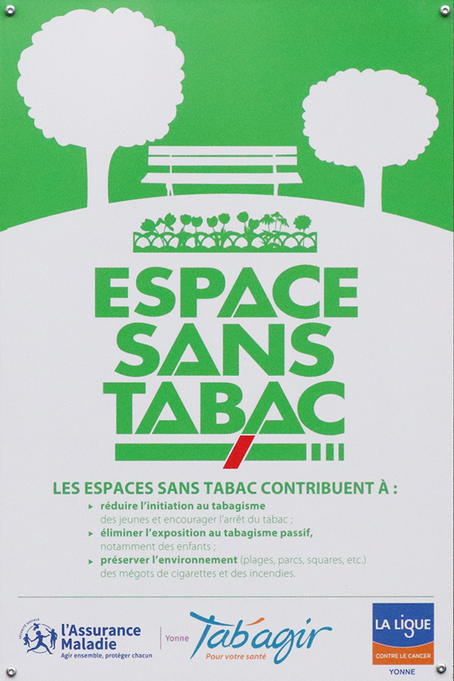 ESPACE
SANS
TABAC
LES ESPACES SANS TABAC CONTRIBUENT À :
réduire l'initiation au tabagisme
des jeunes et encourager l'arrêt du tabac ;
éliminer l'exposition au tabagisme passif,
notamment des enfants ;
préserver l'environnement (plages, parcs, squares, etc.)
des mégots de cigarettes et des incendies.
l'Assurance
Maladie
Agir ensemble, protéger chacun
Yonne
Tab'agir
Pour votre santé
LA LIGUE
CONTRE LE CANCER
YONNE